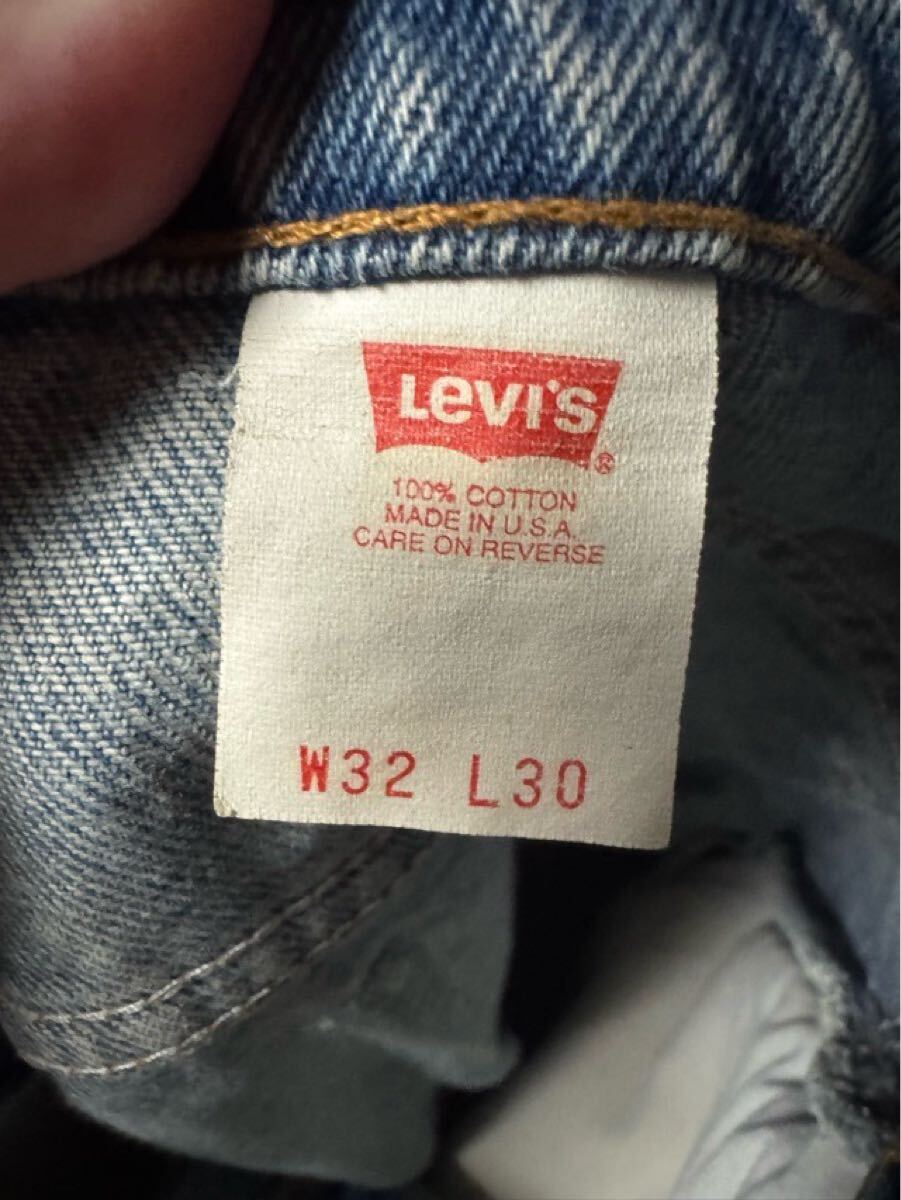 Levi's®
100% COTTON
MADE IN U.S.A.
CARE ON REVERSE
W32 L30